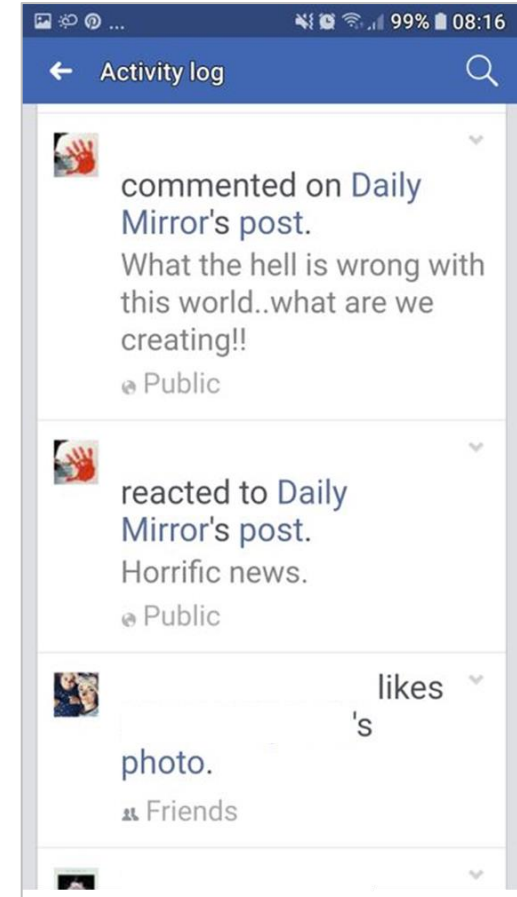 ... 99% 08:16
Activity log
commented on Daily
Mirror's post.
What the hell is wrong with
this world..what are we
creating!!
Public
reacted to Daily
Mirror's post.
Horrific news.
Public
likes
's
photo.
Friends